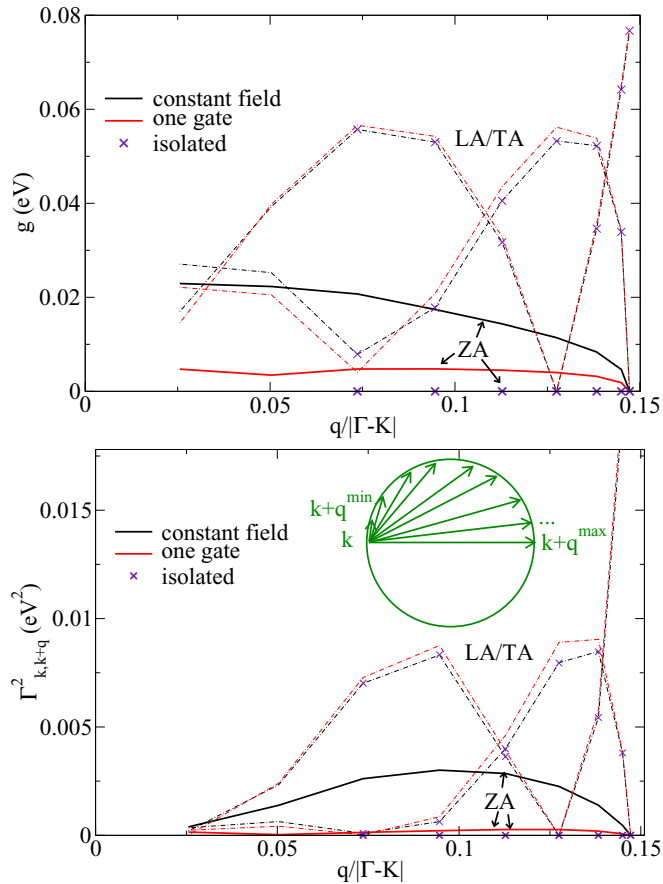 0.08
0.06
0.04
0.02
0
g (eV)
constant field
one gate
isolated
LA/TA
ZA
0 0.05 0.1 0.15
q/|Γ-K|
0.015
0.01
0.005
0
Γ²k,k+q (eV²)
constant field
one gate
isolated
k+q^min
k
...
k+q^max
LA/TA
ZA
0 0.05 0.1 0.15
q/|Γ-K|